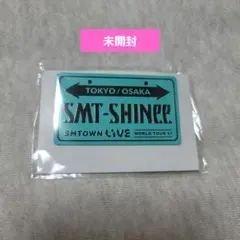 未開封
TOKYO/OSAKA
SMT-SHINee
SMTOWN LIVE WORLD TOUR VI